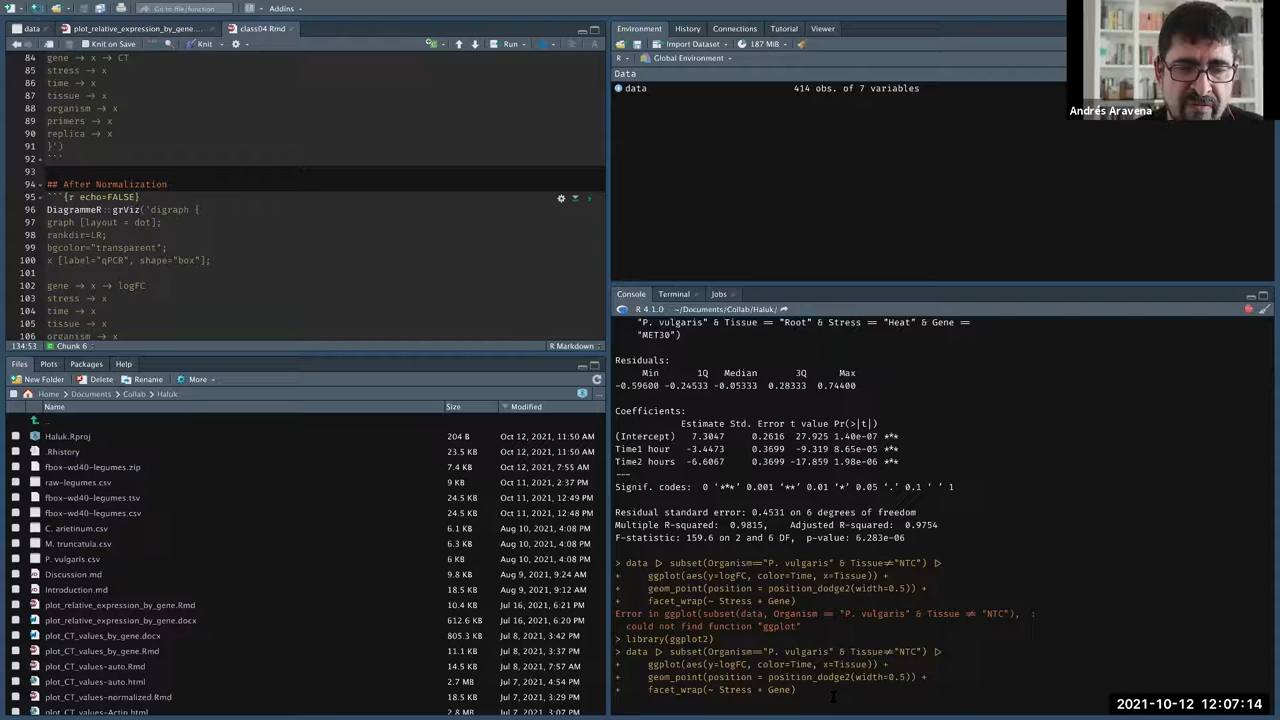 Go to file/function
Addins
data
plot_relative_expression_by_gene....
class04 Rmd
Knit on Save
Knit
Run
84 gene → x → CT
85 stress → x
86 time → x
87 tissue → x
88 organism → x
89 primers → x
90 replica → x
91 }')
92 ```
93
94 ## After Normalization
95 ```{r echo=FALSE}
96 DiagrammeR::grViz('digraph {
97 graph [layout = dot];
98 rankdir=LR;
99 bgcolor="transparent";
100 x [label="qPCR", shape="box"];
101
102 gene → x → logFC
103 stress → x
104 time → x
105 tissue → x
106 organism → x
134:53 Chunk 6 R Markdown
Files Plots Packages Help
New Folder Delete Rename More
Home Documents Collab Haluk
Name Size Modified
..
Haluk.Rproj 204 B Oct 12, 2021, 11:50 AM
.Rhistory 23.5 KB Oct 12, 2021, 11:50 AM
fbox-wd40-legumes.zip 7.4 KB Oct 12, 2021, 7:55 AM
raw-legumes.csv 9 KB Oct 11, 2021, 2:37 PM
fbox-wd40-legumes.tsv 24.5 KB Oct 11, 2021, 12:49 PM
fbox-wd40-legumes.csv 24.5 KB Oct 11, 2021, 12:48 PM
C. arietinum.csv 6.1 KB Aug 10, 2021, 4:08 PM
M. truncatula.csv 6.3 KB Aug 10, 2021, 4:08 PM
P. vulgaris.csv 6 KB Aug 10, 2021, 4:08 PM
Discussion.md 9.8 KB Aug 9, 2021, 9:24 AM
Introduction.md 30.4 KB Aug 9, 2021, 9:12 AM
plot_relative_expression_by_gene.Rmd 10.4 KB Jul 16, 2021, 6:21 PM
plot_relative_expression_by_gene.docx 612.6 KB Jul 16, 2021, 6:20 PM
plot_CT_values_by_gene.docx 805.3 KB Jul 8, 2021, 3:42 PM
plot_CT_values_by_gene.Rmd 11.1 KB Jul 8, 2021, 3:37 PM
plot_CT_values-auto.Rmd 14.5 KB Jul 8, 2021, 7:57 AM
plot_CT_values-auto.html 2.7 MB Jul 7, 2021, 4:54 PM
plot_CT_values-normalized.Rmd 18.5 KB Jul 7, 2021, 3:29 PM
plot_CT_values-Actin.html 2.8 MB Jul 7, 2021, 3:07 PM
Environment History Connections Tutorial Viewer
Import Dataset 187 MiB
R Global Environment
Data
data 414 obs. of 7 variables
Andrés Aravena
Console Terminal Jobs
R 4.1.0 ~/Documents/Collab/Haluk/
"P. vulgaris" & Tissue == "Root" & Stress == "Heat" & Gene ==
"MET30")
Residuals:
Min 1Q Median 3Q Max
-0.59600 -0.24533 -0.05333 0.28333 0.74400
Coefficients:
Estimate Std. Error t value Pr(>|t|)
(Intercept) 7.3047 0.2616 27.925 1.40e-07 ***
Time1 hour -3.4473 0.3699 -9.319 8.65e-05 ***
Time2 hours -6.6067 0.3699 -17.859 1.98e-06 ***
---
Signif. codes: 0 ‘***’ 0.001 ‘**’ 0.01 ‘*’ 0.05 ‘.’ 0.1 ‘ ’ 1
Residual standard error: 0.4531 on 6 degrees of freedom
Multiple R-squared: 0.9815, Adjusted R-squared: 0.9754
F-statistic: 159.6 on 2 and 6 DF, p-value: 6.283e-06
> data |> subset(Organism=="P. vulgaris" & Tissue!="NTC") |>
+ ggplot(aes(y=logFC, color=Time, x=Tissue)) +
+ geom_point(position = position_dodge2(width=0.5)) +
+ facet_wrap(~ Stress + Gene)
Error in ggplot(subset(data, Organism == "P. vulgaris" & Tissue != "NTC"), :
could not find function "ggplot"
> library(ggplot2)
> data |> subset(Organism=="P. vulgaris" & Tissue!="NTC") |>
+ ggplot(aes(y=logFC, color=Time, x=Tissue)) +
+ geom_point(position = position_dodge2(width=0.5)) +
+ facet_wrap(~ Stress + Gene)
2021-10-12 12:07:14